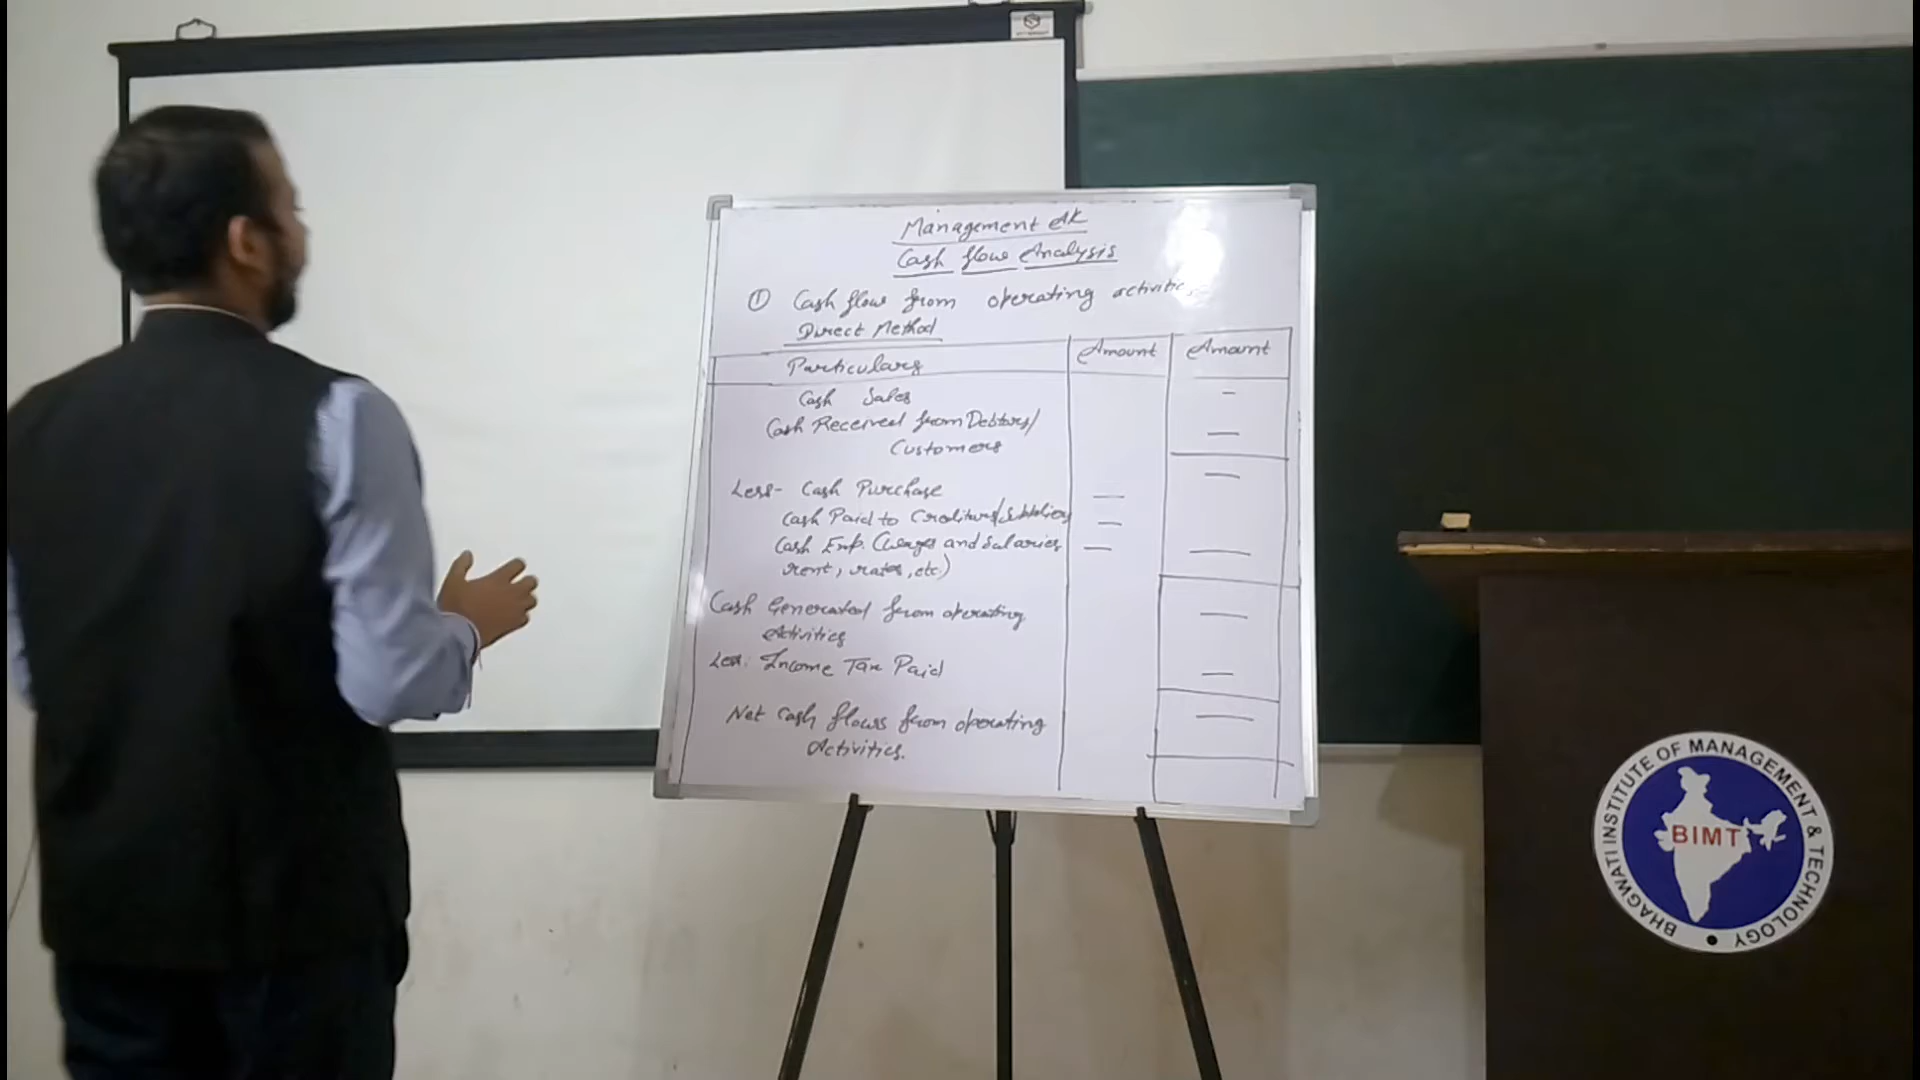 Management A/c
Cash flow Analysis
① Cash flow from operating activities
Direct Method
Particulars Amount Amount
Cash Sales
Cash Received from Debtors/
Customers
Less- Cash Purchase
Cash Paid to Creditors/Suppliers
Cash Exp. (Wages and Salaries
rent, rates, etc)
Cash Generated from operating
Activities
Less: Income Tax Paid
Net Cash flows from operating
Activities.
BHAGWATI INSTITUTE OF MANAGEMENT & TECHNOLOGY
BIMT